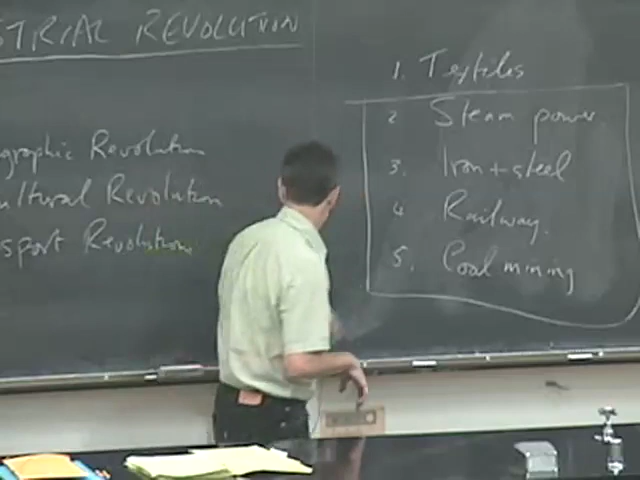 STRIAL REVOLUTION
graphic Revolution
ultural Revolution
sport Revolution
1. Textiles
2 Steam power
3. Iron + steel
4 Railway.
5. Coal mining